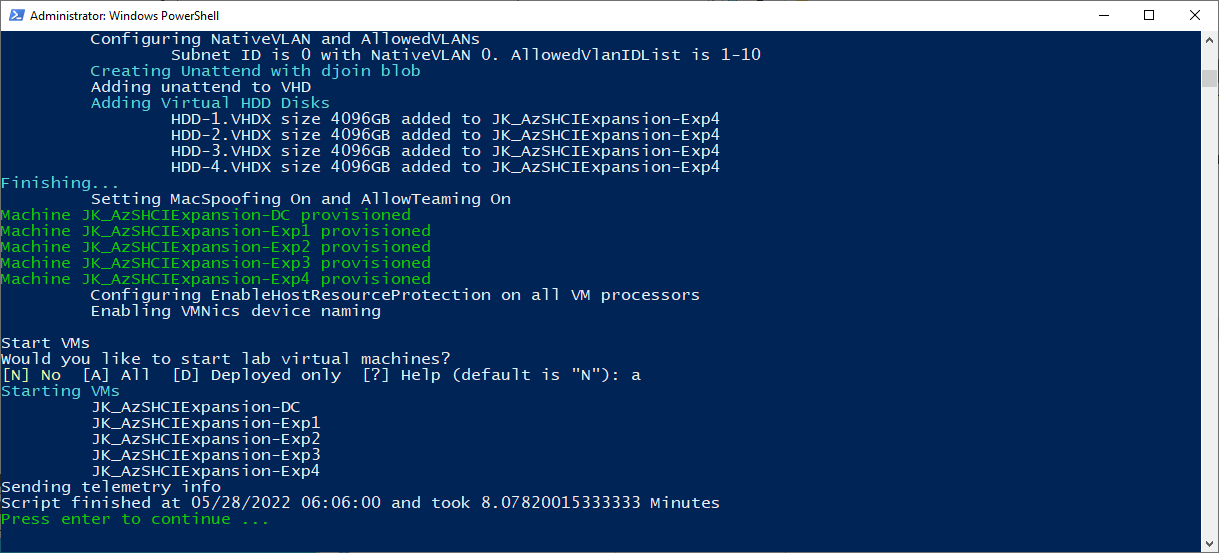 Administrator: Windows PowerShell
Configuring NativeVLAN and AllowedVLANs
Subnet ID is 0 with NativeVLAN 0. AllowedVlanIDList is 1-10
Creating Unattend with djoin blob
Adding unattend to VHD
Adding Virtual HDD Disks
HDD-1.VHDX size 4096GB added to JK_AzSHCIExpansion-Exp4
HDD-2.VHDX size 4096GB added to JK_AzSHCIExpansion-Exp4
HDD-3.VHDX size 4096GB added to JK_AzSHCIExpansion-Exp4
HDD-4.VHDX size 4096GB added to JK_AzSHCIExpansion-Exp4
Finishing...
Setting MacSpoofing On and AllowTeaming On
Machine JK_AzSHCIExpansion-DC provisioned
Machine JK_AzSHCIExpansion-Exp1 provisioned
Machine JK_AzSHCIExpansion-Exp2 provisioned
Machine JK_AzSHCIExpansion-Exp3 provisioned
Machine JK_AzSHCIExpansion-Exp4 provisioned
Configuring EnableHostResourceProtection on all VM processors
Enabling VMNics device naming
Start VMs
Would you like to start lab virtual machines?
[N] No  [A] All  [D] Deployed only  [?] Help (default is "N"): a
Starting VMs
JK_AzSHCIExpansion-DC
JK_AzSHCIExpansion-Exp1
JK_AzSHCIExpansion-Exp2
JK_AzSHCIExpansion-Exp3
JK_AzSHCIExpansion-Exp4
Sending telemetry info
Script finished at 05/28/2022 06:06:00 and took 8.07820015333333 Minutes
Press enter to continue ...